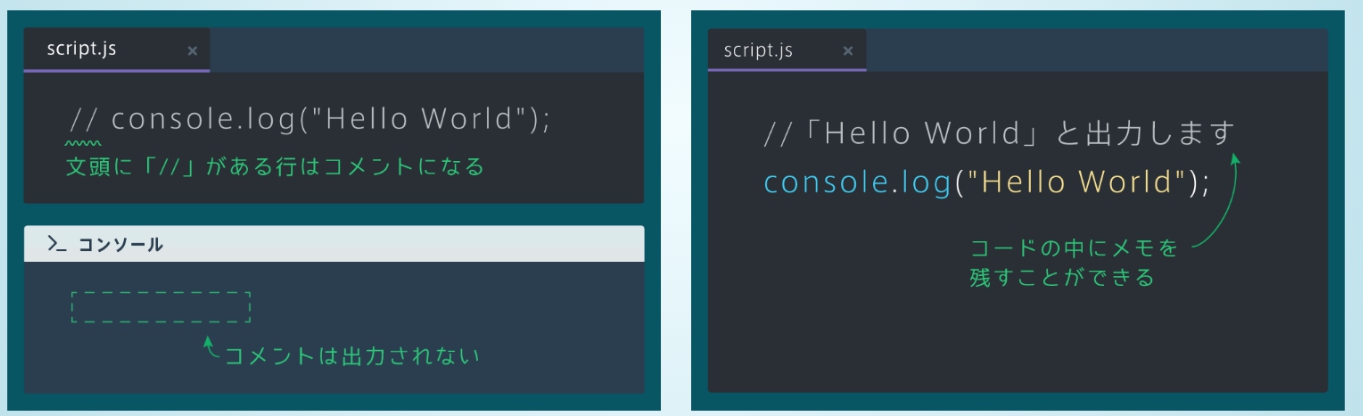 script.js ×
// console.log("Hello World");
文頭に「//」がある行はコメントになる
>_ コンソール
コメントは出力されない
script.js ×
//「Hello World」と出力します
console.log("Hello World");
コードの中にメモを
残すことができる